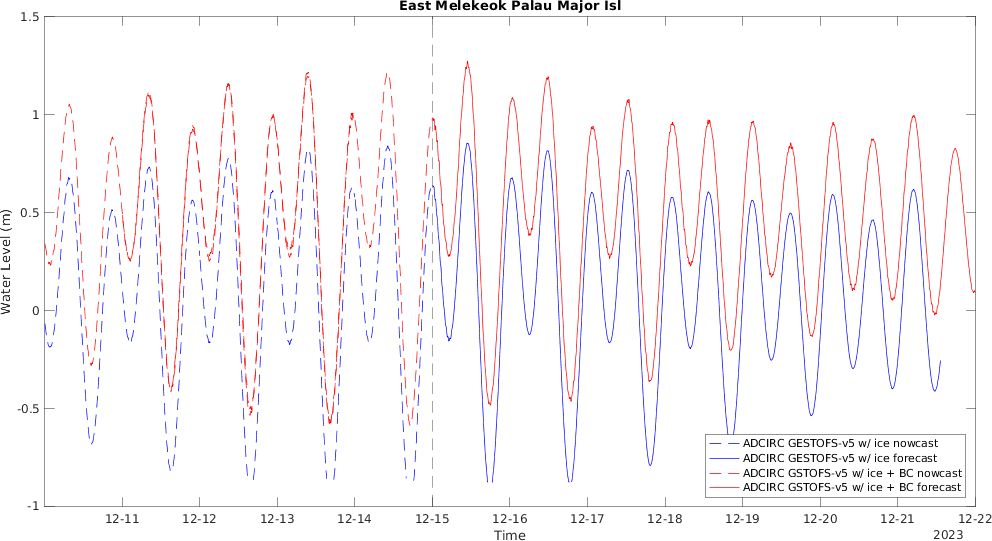 East Melekeok Palau Major Isl
1.5
1
0.5
0
-0.5
-1
Water Level (m)
ADCIRC GESTOFS-v5 w/ ice nowcast
ADCIRC GESTOFS-v5 w/ ice forecast
ADCIRC GSTOFS-v5 w/ ice + BC nowcast
ADCIRC GSTOFS-v5 w/ ice + BC forecast
12-11 12-12 12-13 12-14 12-15 12-16 12-17 12-18 12-19 12-20 12-21 12-22
Time
2023